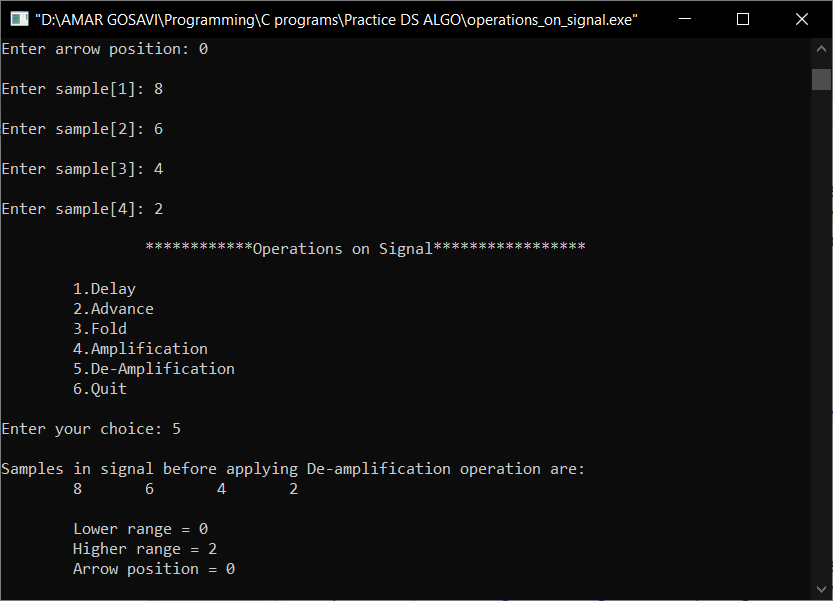 "D:\AMAR GOSAVI\Programming\C programs\Practice DS ALGO\operations_on_signal.exe"
Enter arrow position: 0
Enter sample[1]: 8
Enter sample[2]: 6
Enter sample[3]: 4
Enter sample[4]: 2
************Operations on Signal*****************
1.Delay
2.Advance
3.Fold
4.Amplification
5.De-Amplification
6.Quit
Enter your choice: 5
Samples in signal before applying De-amplification operation are:
8 6 4 2
Lower range = 0
Higher range = 2
Arrow position = 0